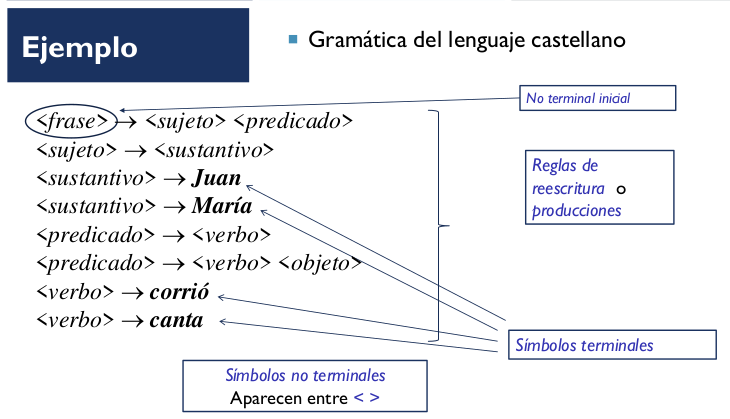 Ejemplo
▪ Gramática del lenguaje castellano
No terminal inicial
<frase> → <sujeto> <predicado>
<sujeto> → <sustantivo>
<sustantivo> → Juan
<sustantivo> → María
<predicado> → <verbo>
<predicado> → <verbo> <objeto>
<verbo> → corrió
<verbo> → canta
Reglas de
reescritura o
producciones
Símbolos terminales
Símbolos no terminales
Aparecen entre < >